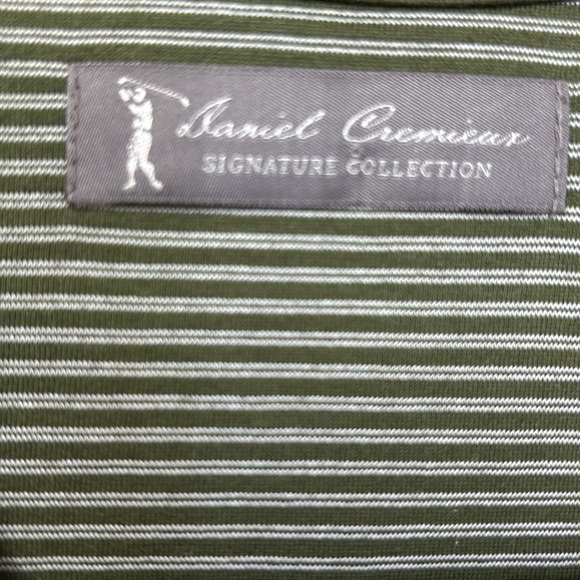 Daniel Cremieux
SIGNATURE COLLECTION